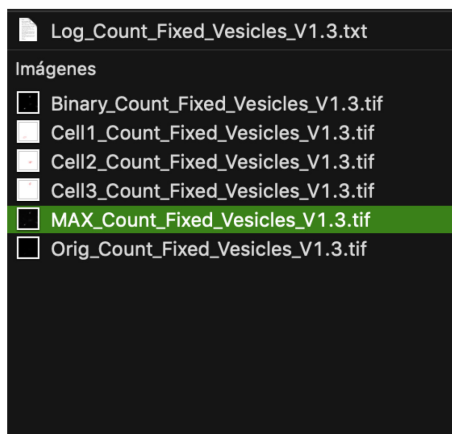 Log_Count_Fixed_Vesicles_V1.3.txt
Imágenes
Binary_Count_Fixed_Vesicles_V1.3.tif
Cell1_Count_Fixed_Vesicles_V1.3.tif
Cell2_Count_Fixed_Vesicles_V1.3.tif
Cell3_Count_Fixed_Vesicles_V1.3.tif
MAX_Count_Fixed_Vesicles_V1.3.tif
Orig_Count_Fixed_Vesicles_V1.3.tif